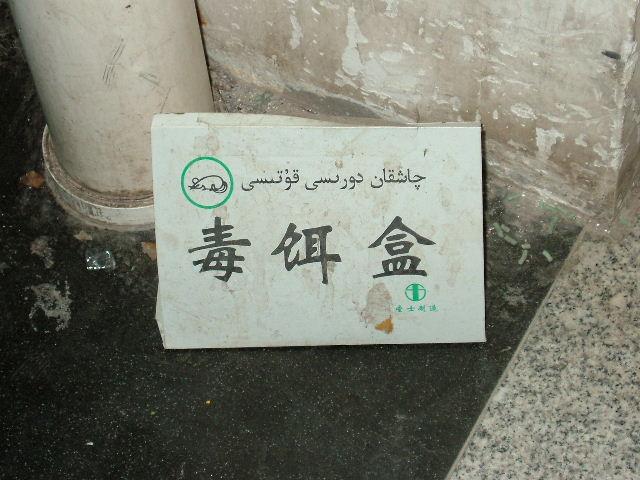 چاشقان دورىسى قۇتىسى
毒饵盒